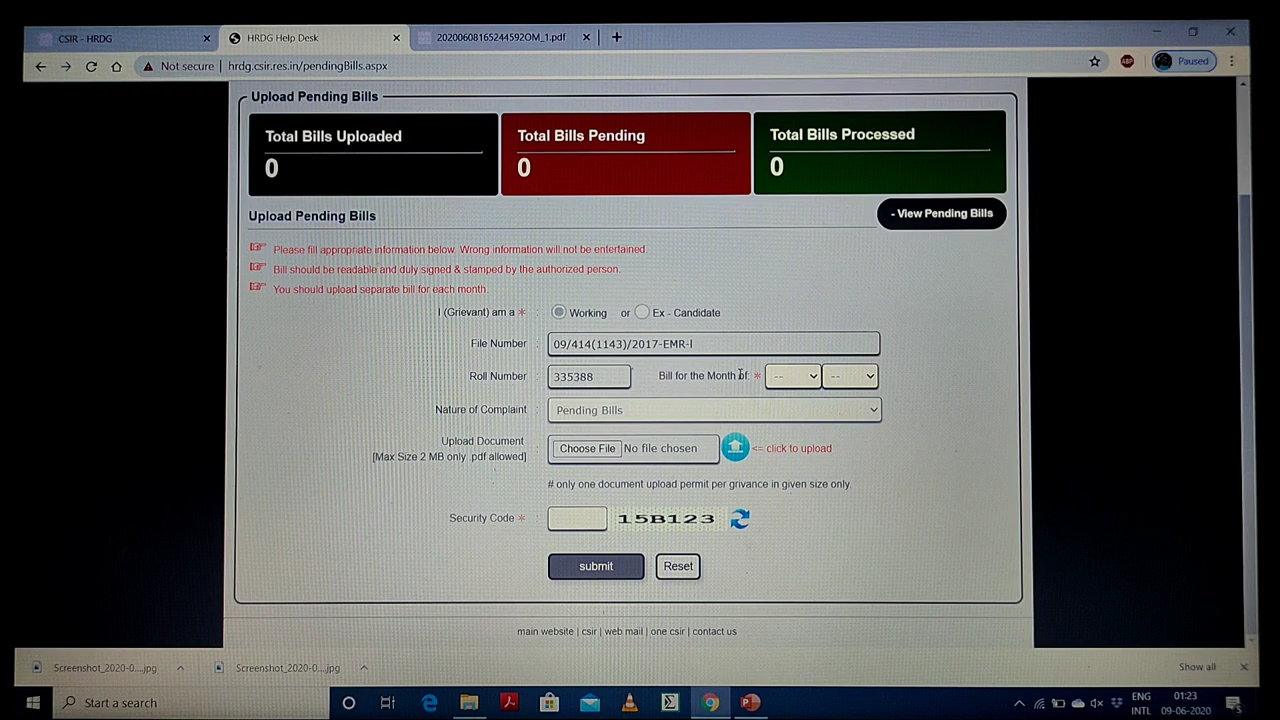 CSIR - HRDG
HRDG Help Desk
20200608165244592OM_1.pdf
Not secure | hrdg.csir.res.in/pendingBills.aspx
Paused
Upload Pending Bills
Total Bills Uploaded
0
Total Bills Pending
0
Total Bills Processed
0
Upload Pending Bills
- View Pending Bills
Please fill appropriate information below. Wrong information will not be entertained.
Bill should be readable and duly signed & stamped by the authorized person.
You should upload separate bill for each month.
I (Grievant) am a * : Working or Ex - Candidate
File Number : 09/414(1143)/2017-EMR-I
Roll Number : 335388 Bill for the Month of: * -- --
Nature of Complaint : Pending Bills
Upload Document : Choose File No file chosen <= click to upload
[Max Size 2 MB only .pdf allowed]
# only one document upload permit per grivance in given size only.
Security Code * : 15B123
submit Reset
main website | csir | web mail | one csir | contact us
Screenshot_2020-0....jpg Screenshot_2020-0....jpg Show all
Start a search
ENG 01:23
INTL 09-06-2020